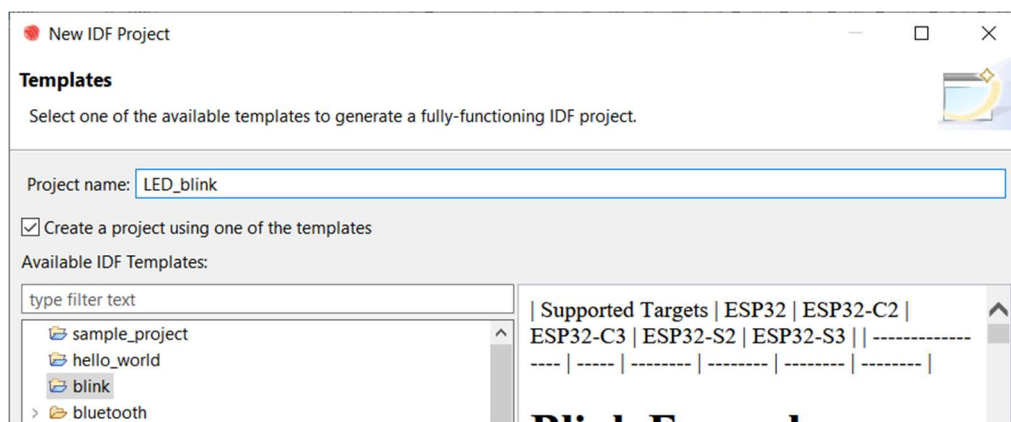 New IDF Project
Templates
Select one of the available templates to generate a fully-functioning IDF project.
Project name: LED_blink
Create a project using one of the templates
Available IDF Templates:
type filter text
sample_project
hello_world
blink
bluetooth
| Supported Targets | ESP32 | ESP32-C2 |
ESP32-C3 | ESP32-S2 | ESP32-S3 | | -------------
---- | ----- | -------- | -------- | -------- | -------- |